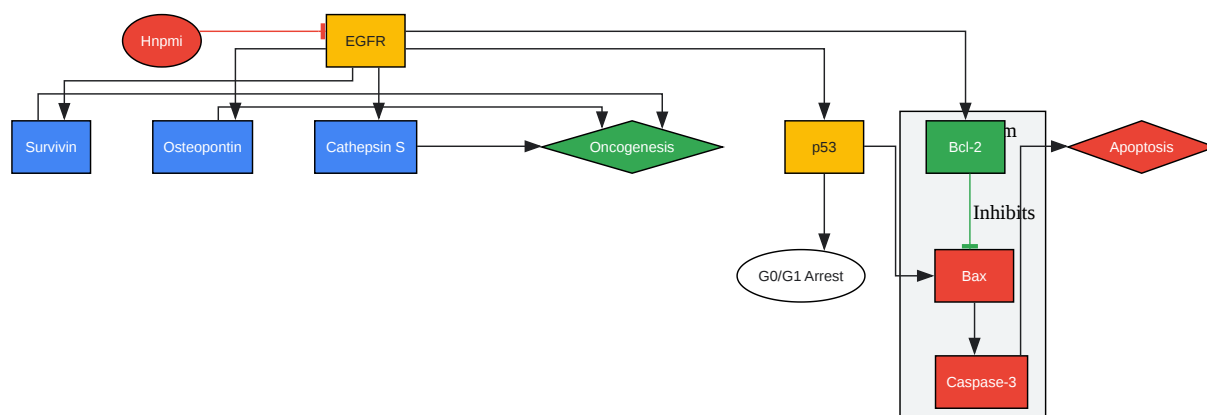 Hnpmi
EGFR
Survivin
Osteopontin
Cathepsin S
Oncogenesis
p53
Bcl-2
Apoptosis
Inhibits
G0/G1 Arrest
Bax
Caspase-3